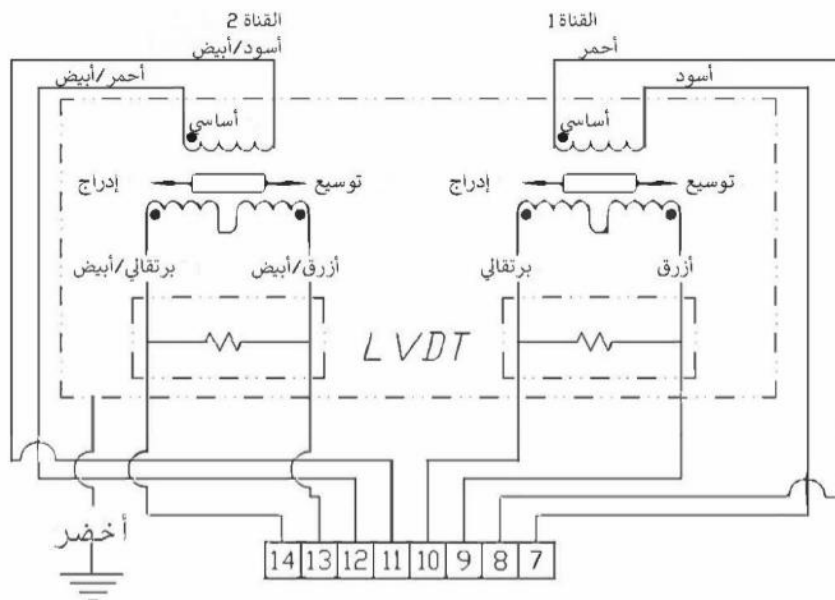 القناة 1
أحمر
أسود
أساسي
توسيع
إدراج
أزرق
برتقالي
القناة 2
أسود/أبيض
أحمر/أبيض
أساسي
توسيع
إدراج
أزرق/أبيض
برتقالي/أبيض
LVDT
أخضر
14 13 12 11 10 9 8 7